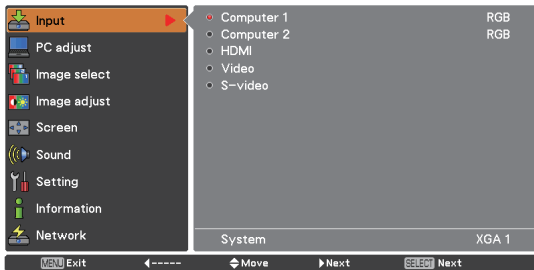 Input
PC adjust
Image select
Image adjust
Screen
Sound
Setting
Information
Network
Computer 1 RGB
Computer 2 RGB
HDMI
Video
S-video
System XGA 1
MENU Exit ◀----- Move Next SELECT Next